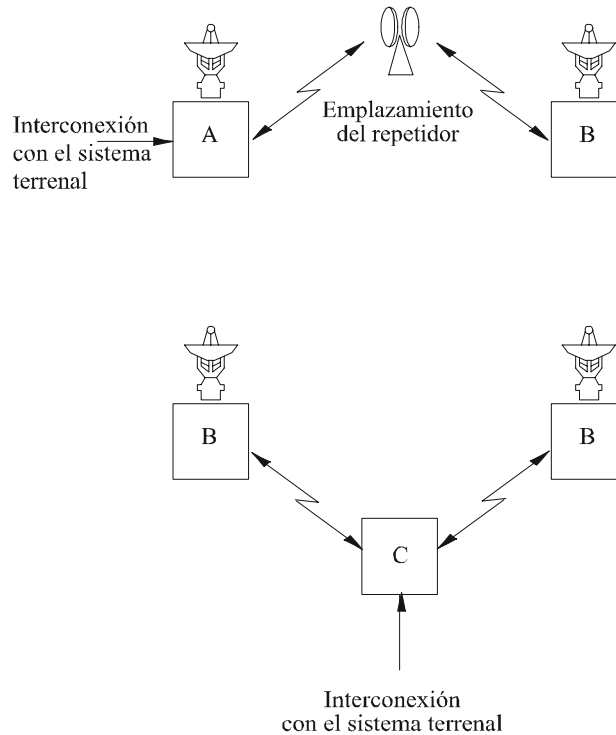 Emplazamiento
del repetidor
Interconexión
con el sistema
terrenal
A
B
B
B
C
Interconexión
con el sistema terrenal